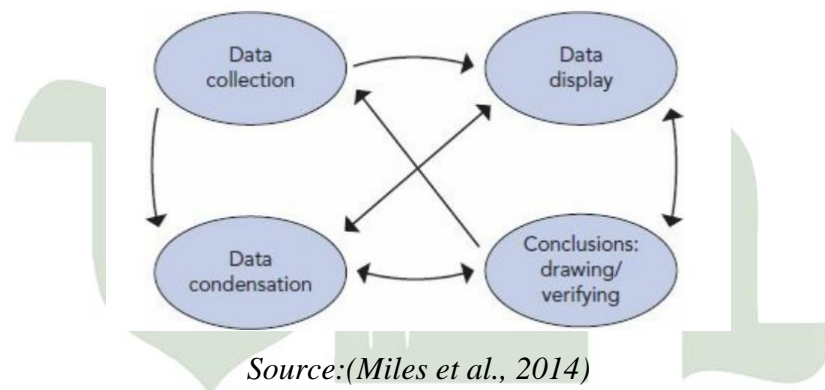 Data
collection
Data
display
Data
condensation
Conclusions:
drawing/
verifying
Source:(Miles et al., 2014)